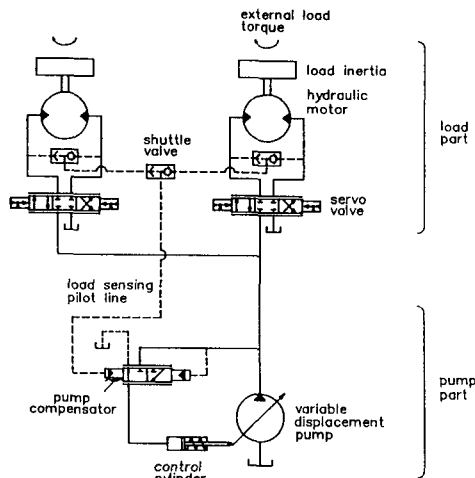 external load
torque
load inertia
hydraulic
motor
shuttle
valve
load
part
servo
valve
load sensing
pilot line
pump
compensator
variable
displacement
pump
pump
part
control
cylinder